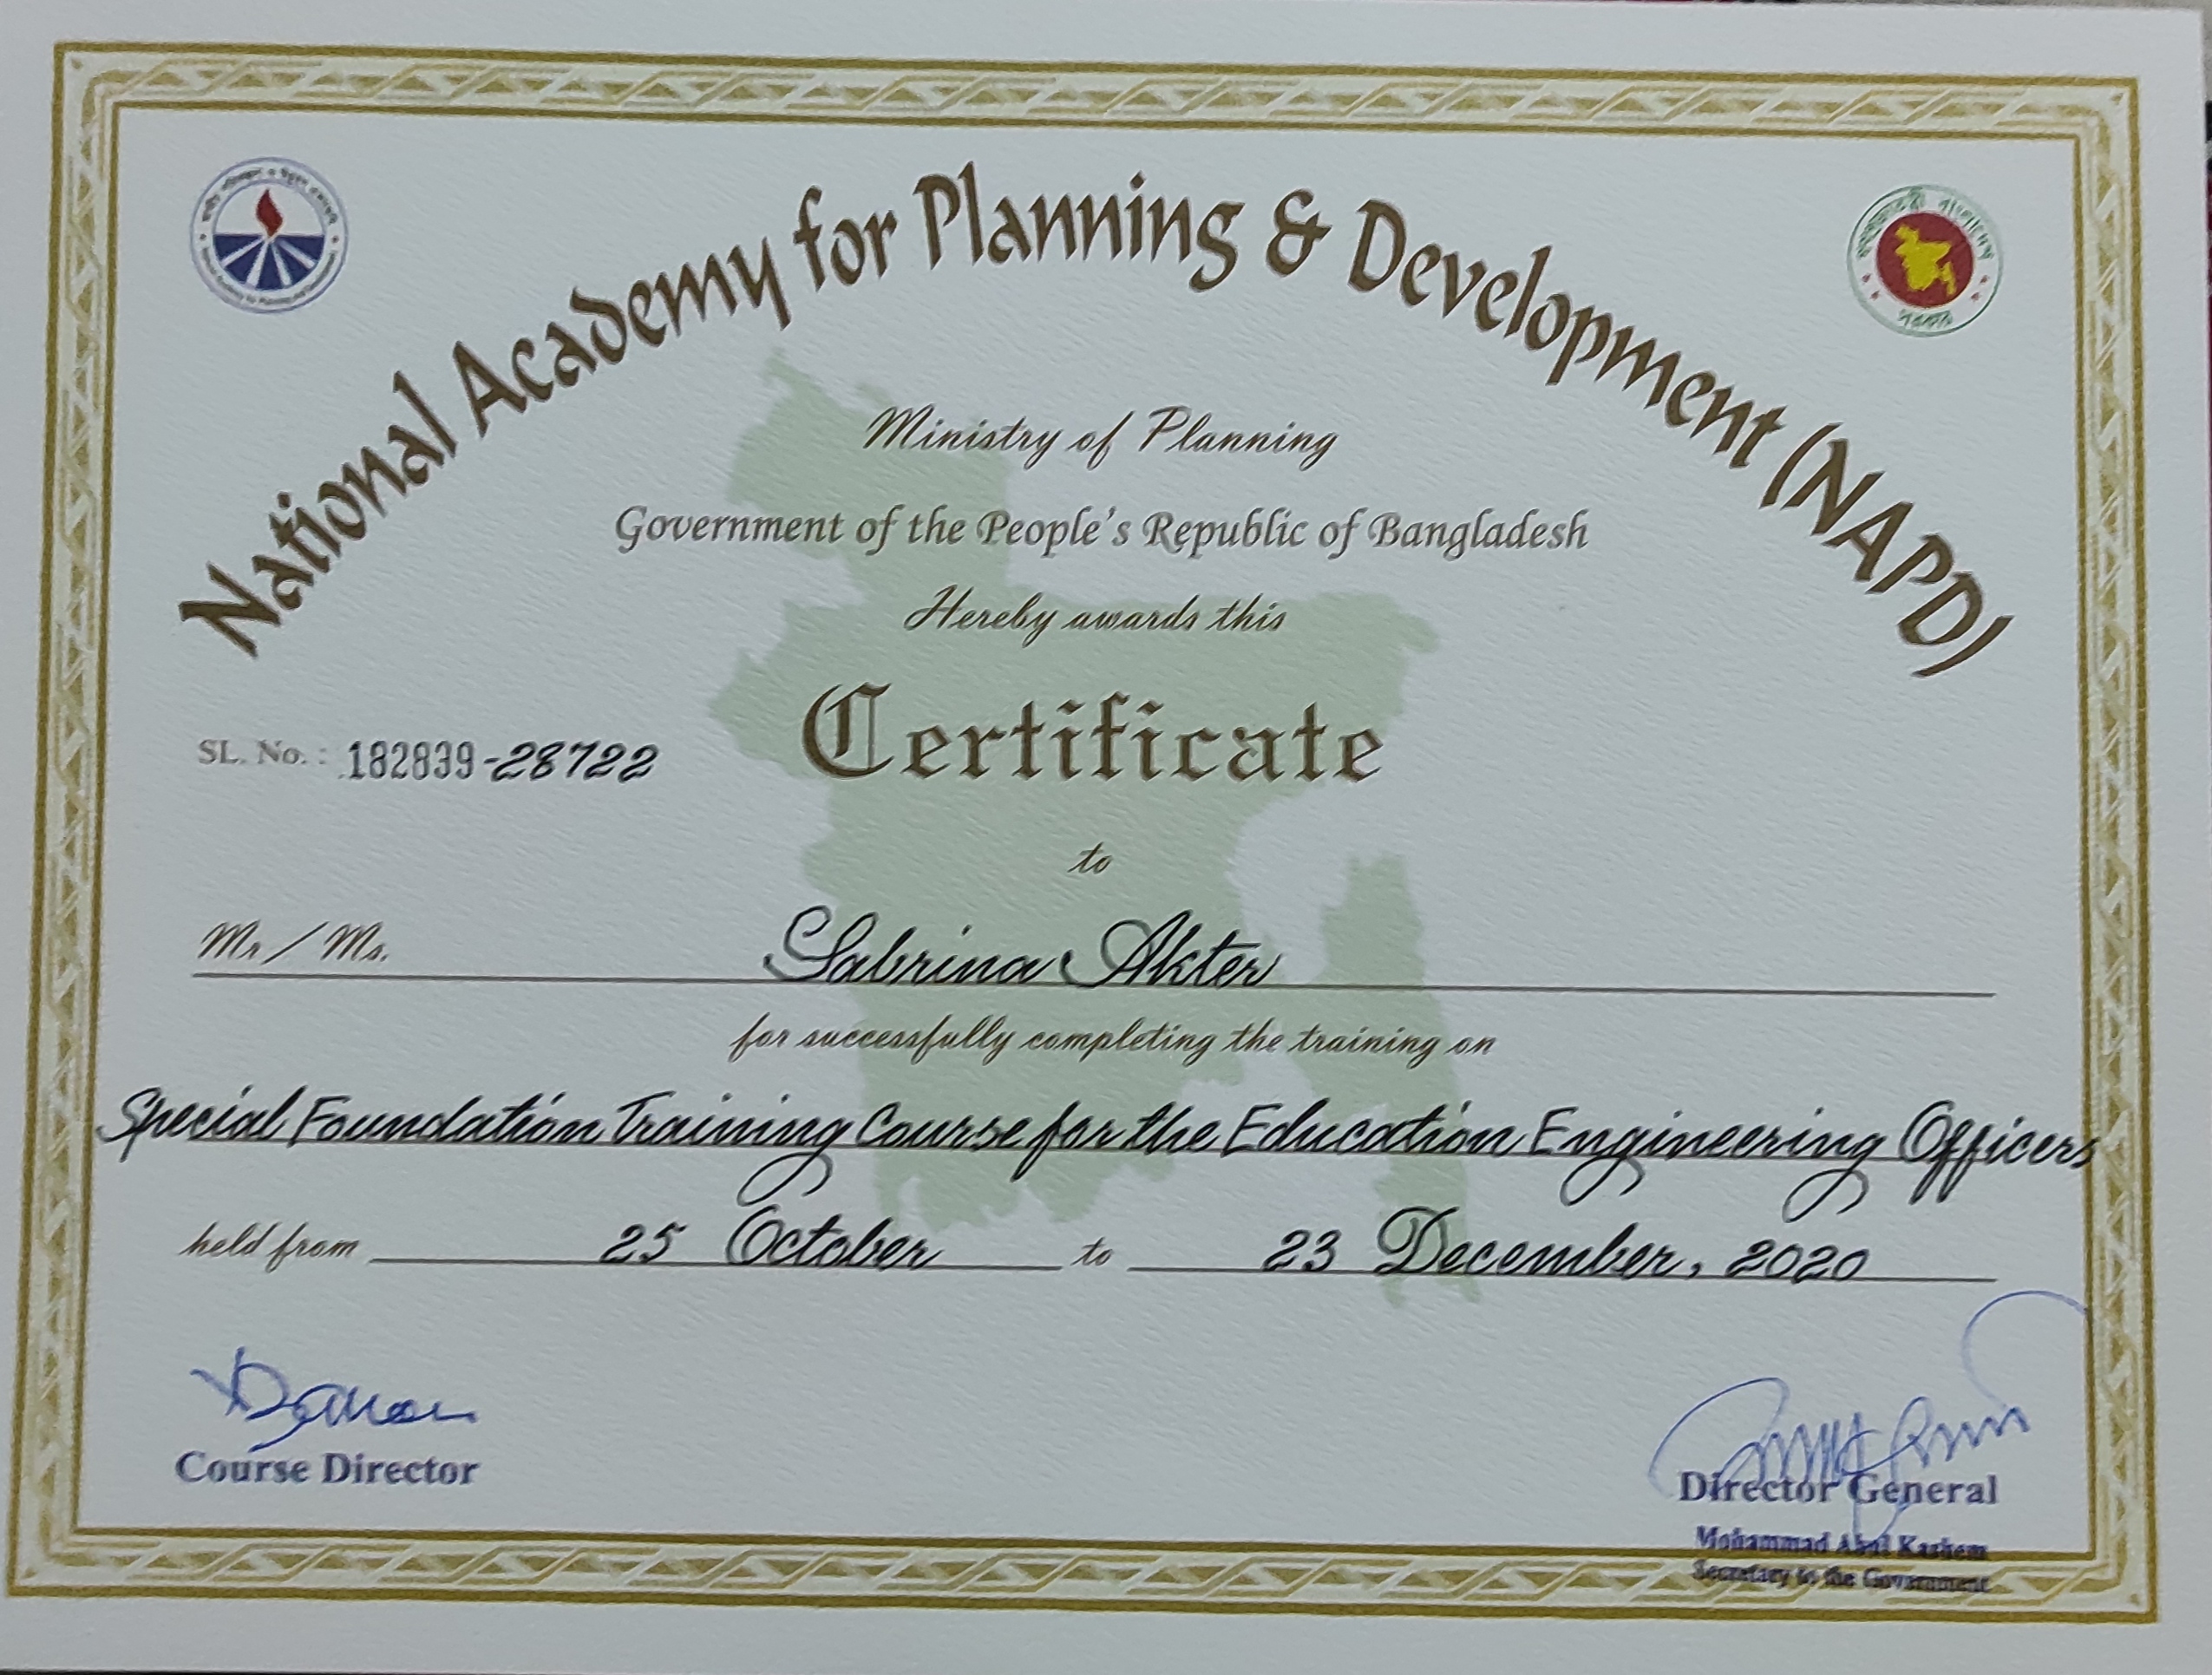 National Academy for Planning & Development (NAPD)
Ministry of Planning
Government of the People's Republic of Bangladesh
Hereby awards this
Certificate
SL. No. : 182839-28722
to
Mr / Ms. Sabrina Akter
for successfully completing the training on
Special Foundation Training Course for the Education Engineering Officers
held from 25 October to 23 December, 2020
Course Director
Director General
Mohammad Abul Kashem
Secretary to the Government